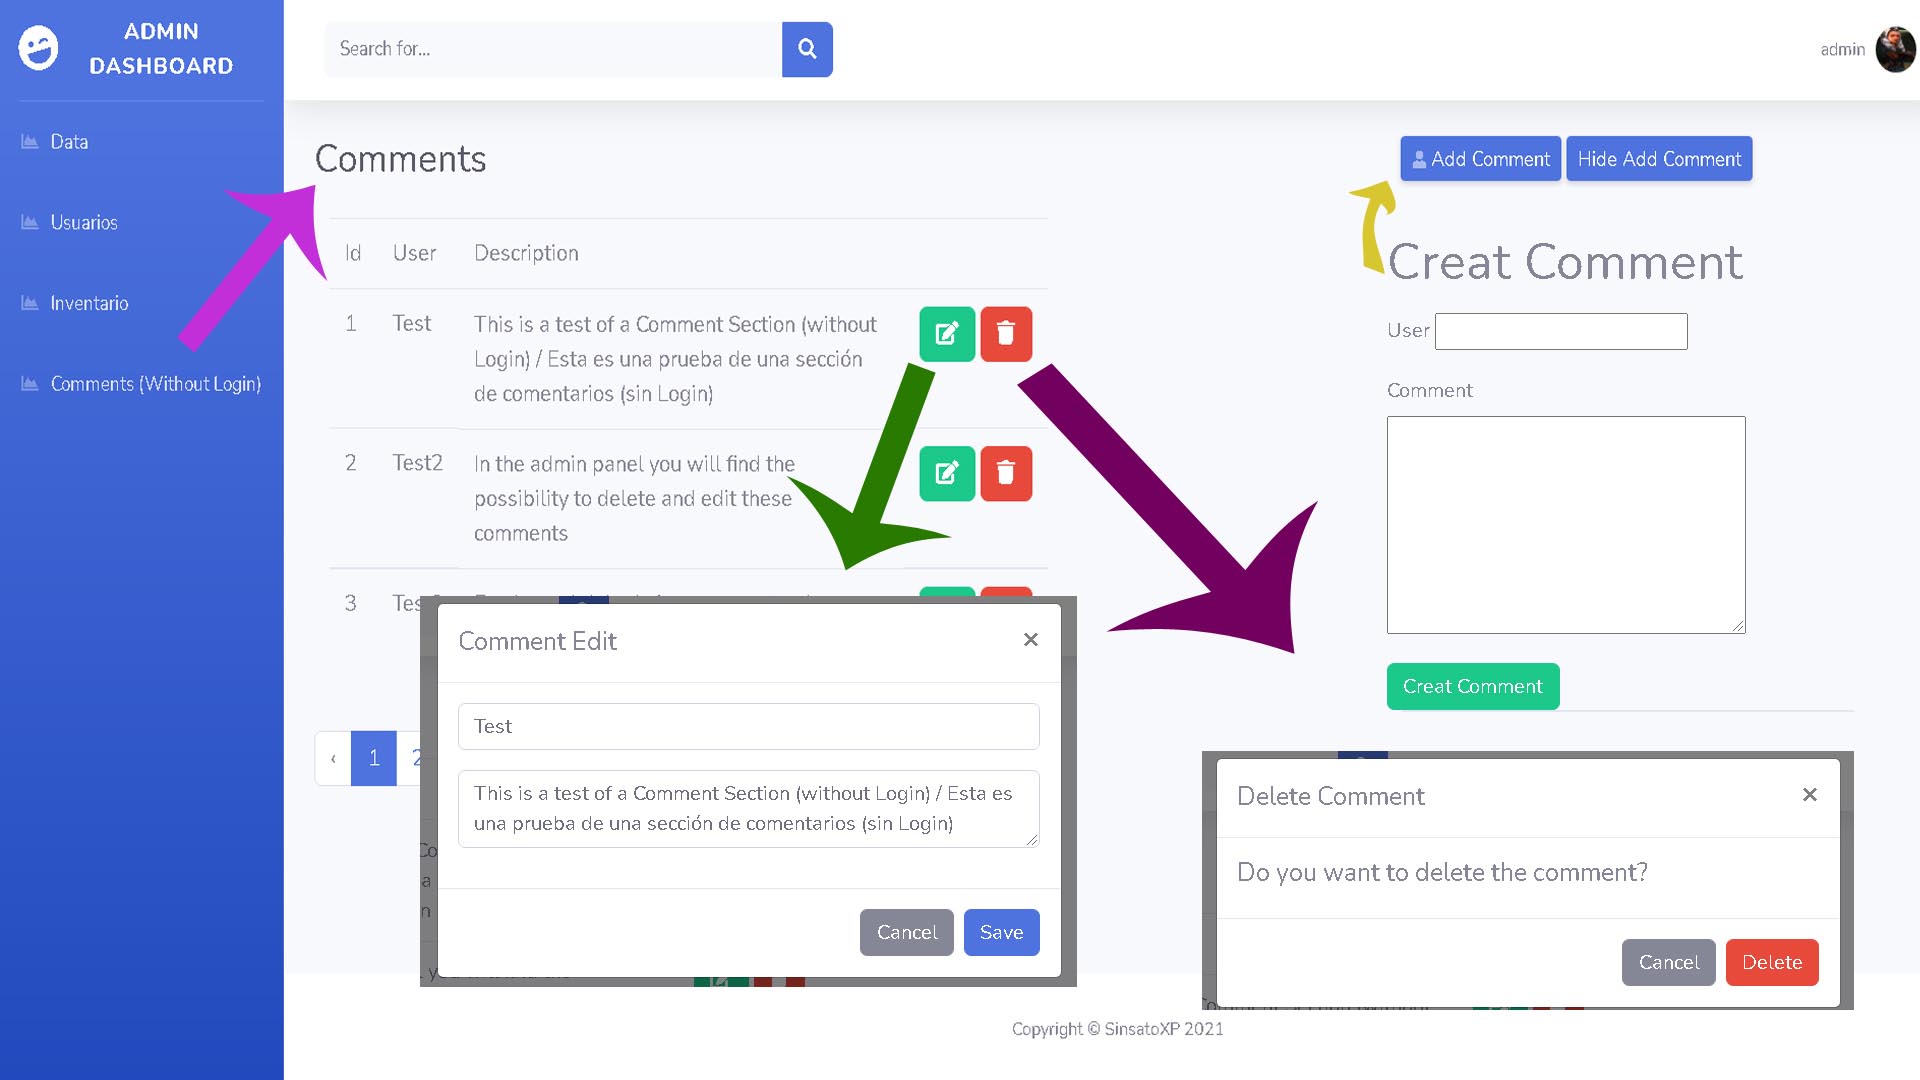 ADMIN
DASHBOARD
Data
Usuarios
Inventario
Comments (Without Login)
Search for...
admin
Comments
Add Comment
Hide Add Comment
Id User Description
1 Test This is a test of a Comment Section (without
Login) / Esta es una prueba de una sección
de comentarios (sin Login)
2 Test2 In the admin panel you will find the
possibility to delete and edit these
comments
3
‹ 1 2
Creat Comment
User
Comment
Creat Comment
Comment Edit ×
Test
This is a test of a Comment Section (without Login) / Esta es
una prueba de una sección de comentarios (sin Login)
Cancel Save
Delete Comment ×
Do you want to delete the comment?
Cancel Delete
Copyright © SinsatoXP 2021